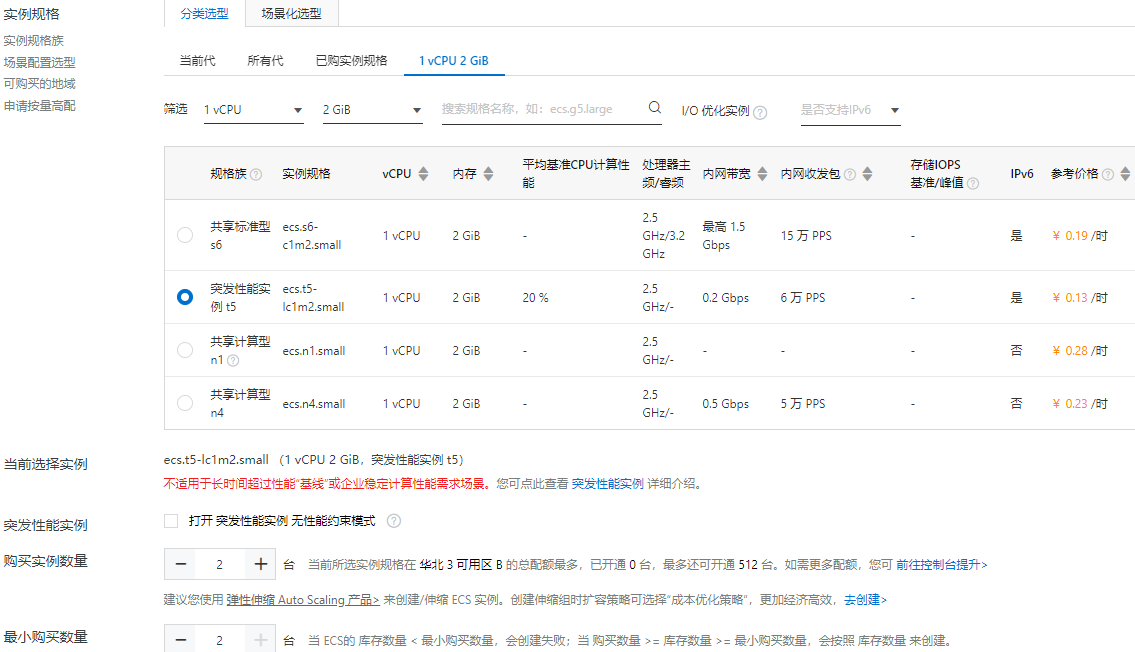 实例规格
实例规格族
场景配置选型
可购买的地域
申请按量高配
分类选型 场景化选型
当前代 所有代 已购实例规格 1 vCPU 2 GiB
筛选 1 vCPU 2 GiB 搜索规格名称，如：ecs.g5.large I/O 优化实例 ? 是否支持IPv6
规格族 ? 实例规格 vCPU 内存 平均基准CPU计算性能 处理器主频/睿频 内网带宽 内网收发包 ? 存储IOPS 基准/峰值 ? IPv6 参考价格 ?
共享标准型 s6 ecs.s6-c1m2.small 1 vCPU 2 GiB - 2.5 GHz/3.2 GHz 最高 1.5 Gbps 15 万 PPS - 是 ¥ 0.19 /时
突发性能实例 t5 ecs.t5-lc1m2.small 1 vCPU 2 GiB 20 % 2.5 GHz/- 0.2 Gbps 6 万 PPS - 是 ¥ 0.13 /时
共享计算型 n1 ? ecs.n1.small 1 vCPU 2 GiB - 2.5 GHz/- - - - 否 ¥ 0.28 /时
共享计算型 n4 ecs.n4.small 1 vCPU 2 GiB - 2.5 GHz/- 0.5 Gbps 5 万 PPS - 否 ¥ 0.23 /时
当前选择实例 ecs.t5-lc1m2.small （1 vCPU 2 GiB，突发性能实例 t5）
不适用于长时间超过性能“基线”或企业稳定计算性能需求场景。您可点此查看 突发性能实例 详细介绍。
突发性能实例 打开 突发性能实例 无性能约束模式 ?
购买实例数量 2 台 当前所选实例规格在 华北 3 可用区 B 的总配额最多，已开通 0 台，最多还可开通 512 台。如需更多配额，您可 前往控制台提升>
建议您使用 弹性伸缩 Auto Scaling 产品> 来创建/伸缩 ECS 实例。创建伸缩组时扩容策略可选择“成本优化策略”，更加经济高效，去创建>
最小购买数量 2 台 当 ECS的 库存数量 < 最小购买数量，会创建失败；当 购买数量 >= 库存数量 >= 最小购买数量，会按照 库存数量 来创建。